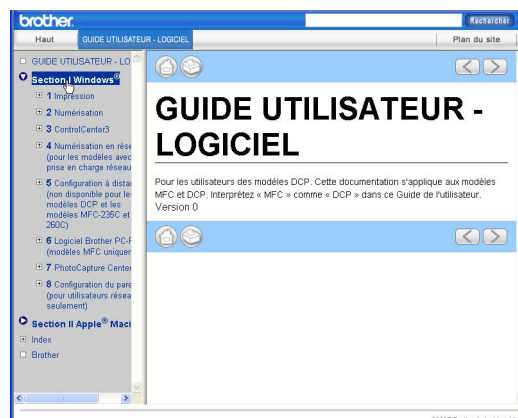 brother.
Rechercher
Haut
GUIDE UTILISATEUR - LOGICIEL
Plan du site
GUIDE UTILISATEUR - LO
Section I Windows®
1 Impression
2 Numérisation
3 ControlCenter3
4 Numérisation en rése
(pour les modèles avec
prise en charge réseau
5 Configuration à distan
(non disponible pour les
modèles DCP et les
modèles MFC-235C et
260C)
6 Logiciel Brother PC-F
(modèles MFC uniquer
7 PhotoCapture Center
8 Configuration du pare
(pour utilisateurs résea
seulement)
Section II Apple® Maci
Index
Brother
GUIDE UTILISATEUR -
LOGICIEL
Pour les utilisateurs des modèles DCP. Cette documentation s'applique aux modèles
MFC et DCP. Interprétez « MFC » comme « DCP » dans ce Guide de l'utilisateur.
Version 0